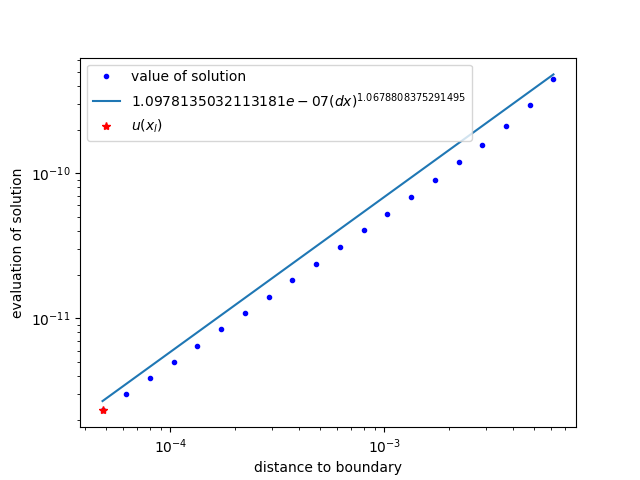 value of solution
1.0978135032113181e − 07(dx)^1.0678808375291495
u(x_l)
evaluation of solution
10^−10
10^−11
10^−4
10^−3
distance to boundary